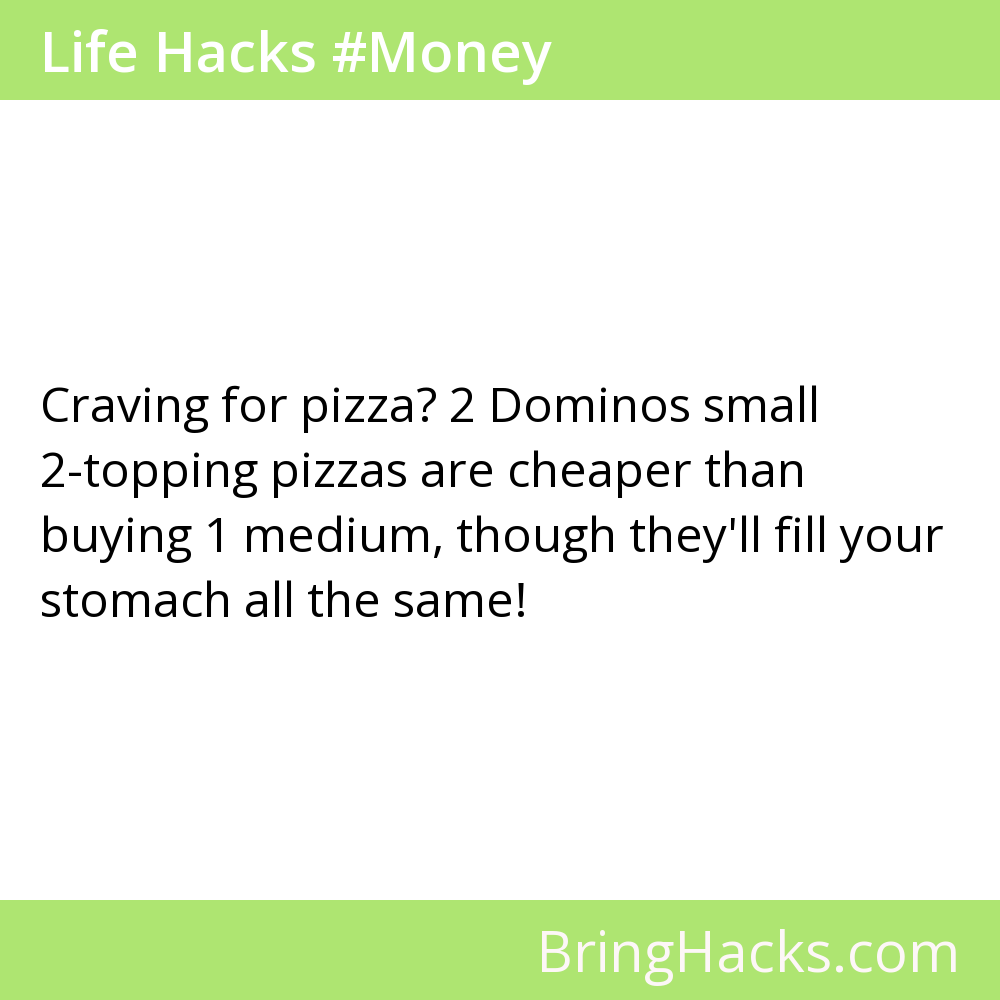 Life Hacks #Money
Craving for pizza? 2 Dominos small
2-topping pizzas are cheaper than
buying 1 medium, though they'll fill your
stomach all the same!
BringHacks.com